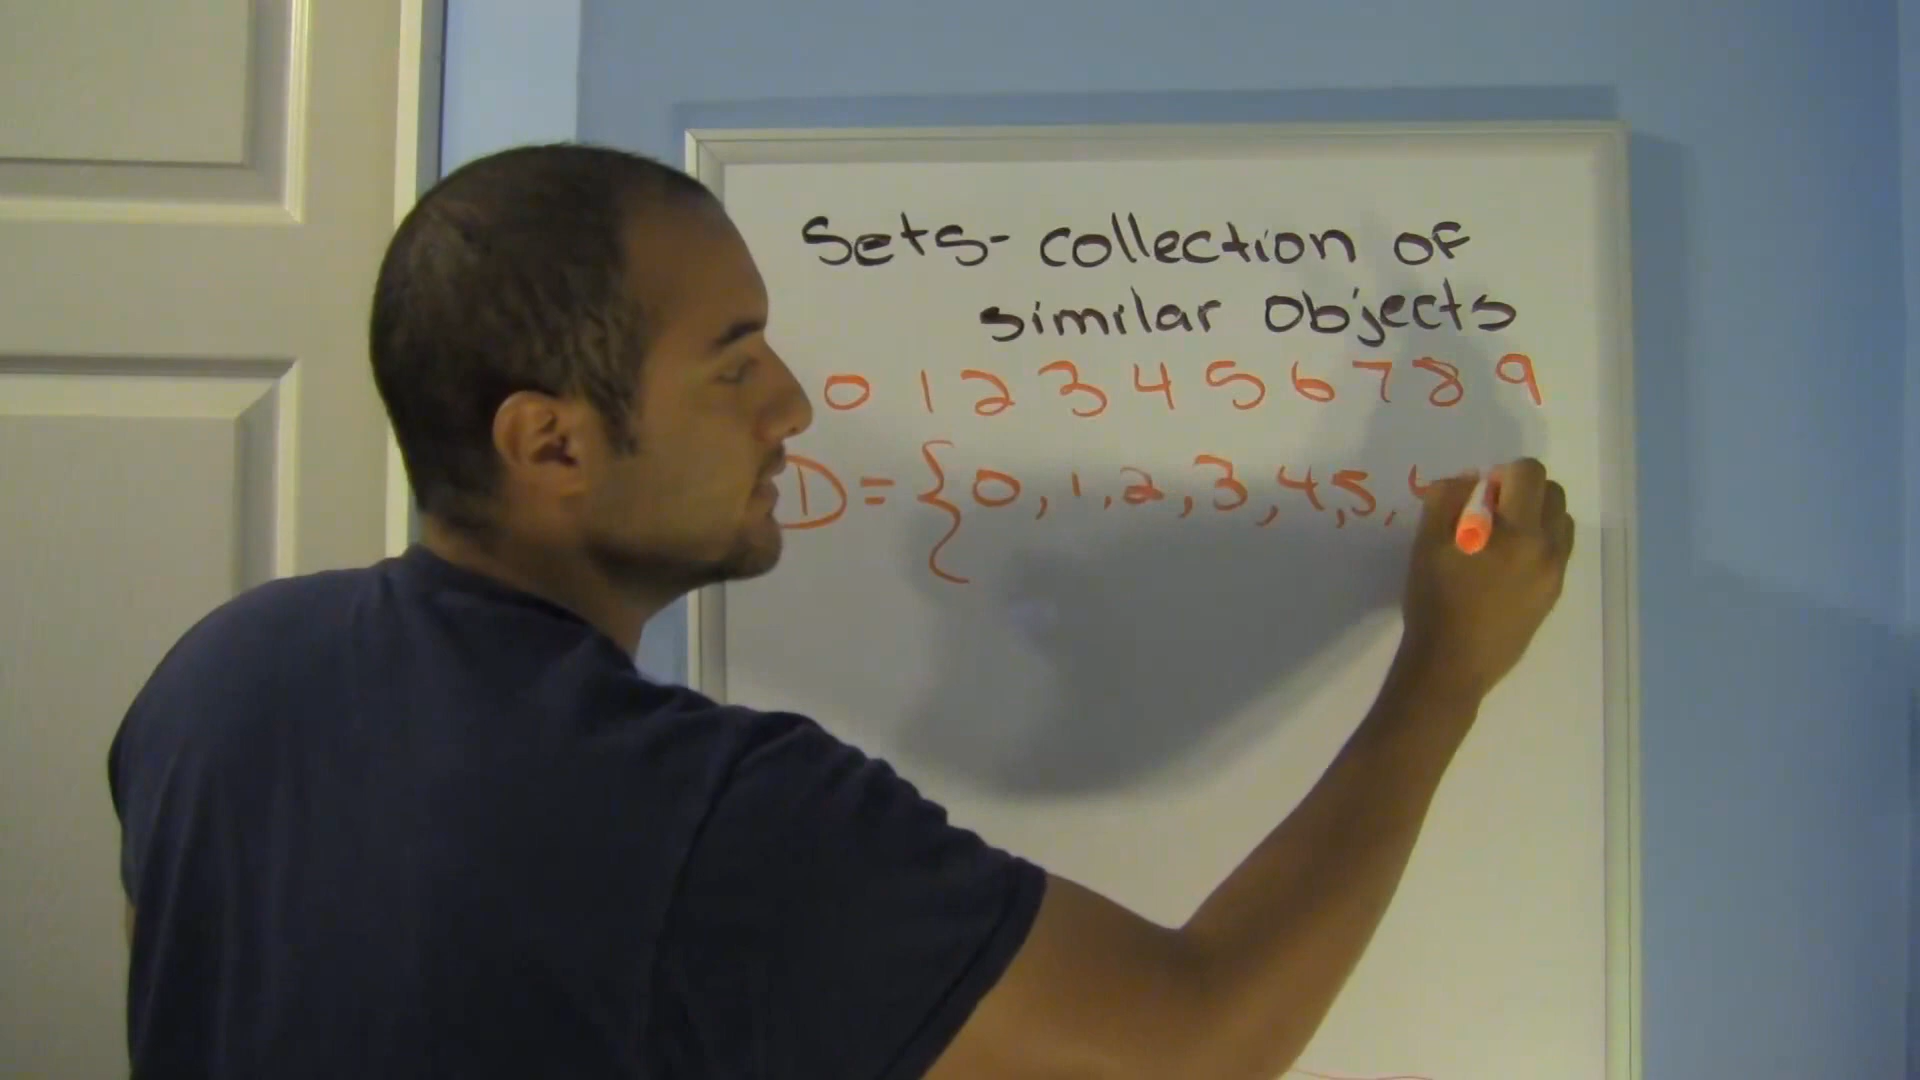 Sets- collection of
similar objects
0 1 2 3 4 5 6 7 8 9
D = {0, 1, 2, 3, 4, 5,